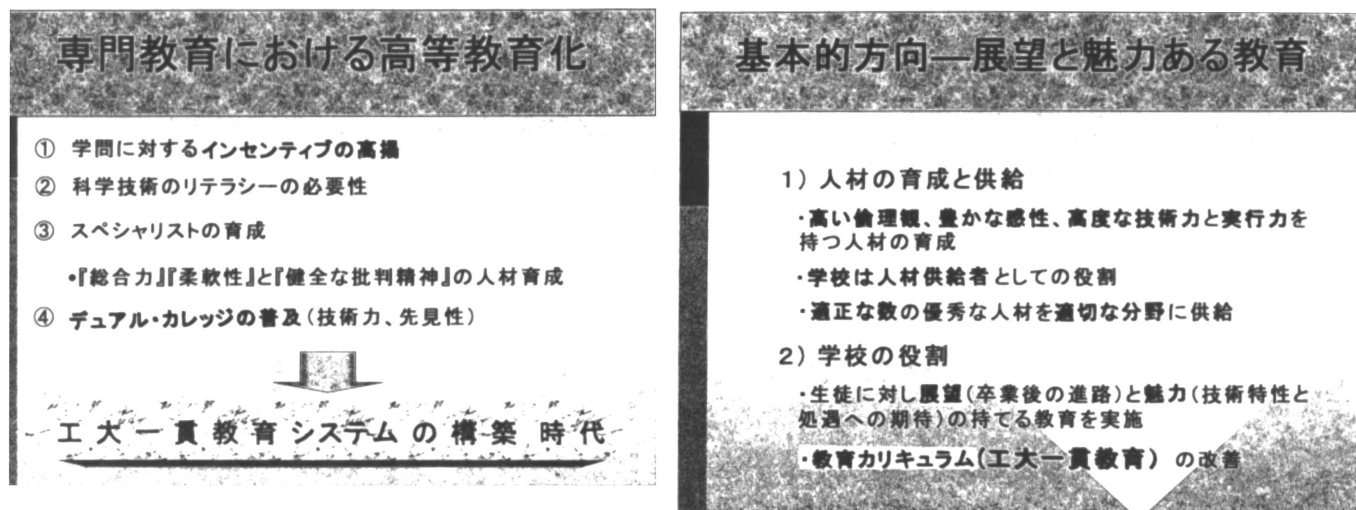 専門教育における高等教育化
① 学問に対するインセンティブの高揚
② 科学技術のリテラシーの必要性
③ スペシャリストの育成
•『総合力』『柔軟性』と『健全な批判精神』の人材育成
④ デュアル・カレッジの普及(技術力、先見性)
工大一貫教育システムの構築 時代
基本的方向―展望と魅力ある教育
1) 人材の育成と供給
・高い倫理観、豊かな感性、高度な技術力と実行力を
持つ人材の育成
・学校は人材供給者としての役割
・適正な数の優秀な人材を適切な分野に供給
2) 学校の役割
・生徒に対し展望(卒業後の進路)と魅力(技術特性と
処遇への期待)の持てる教育を実施
・教育カリキュラム(工大一貫教育) の改善